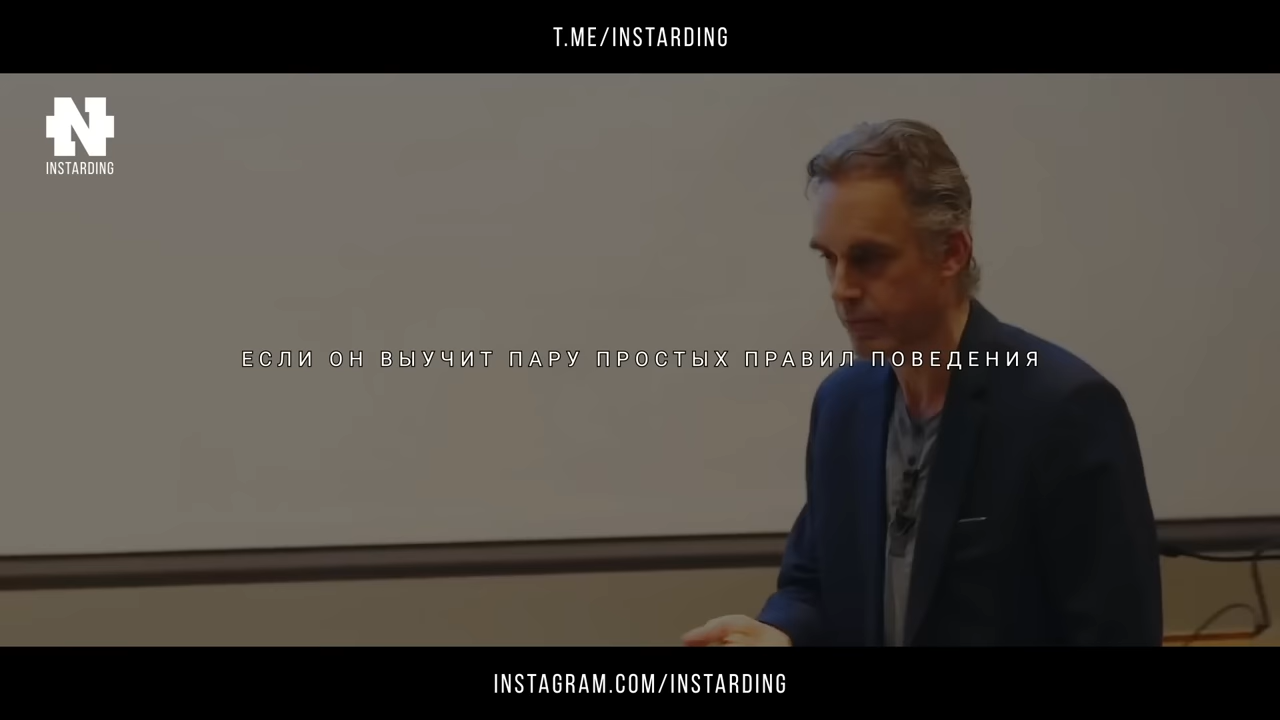 T.ME/INSTARDING
INSTARDING
ЕСЛИ ОН ВЫУЧИТ ПАРУ ПРОСТЫХ ПРАВИЛ ПОВЕДЕНИЯ
INSTAGRAM.COM/INSTARDING